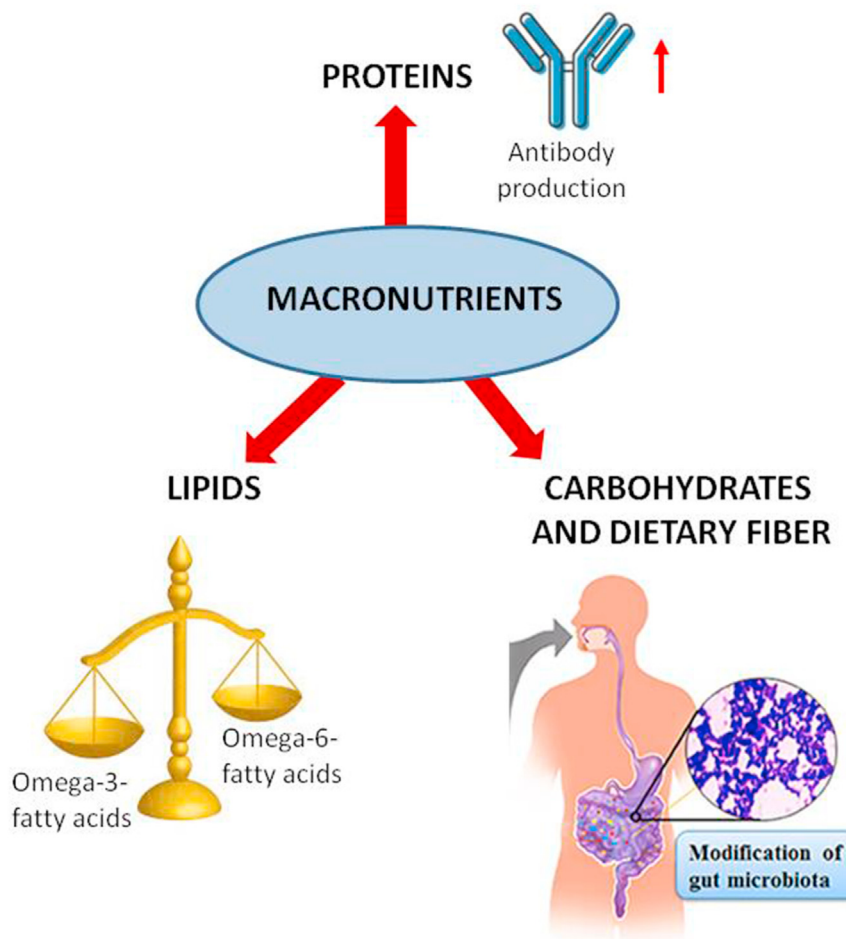 PROTEINS
Antibody
production
MACRONUTRIENTS
LIPIDS
CARBOHYDRATES
AND DIETARY FIBER
Omega-3-
fatty acids
Omega-6-
fatty acids
Modification of
gut microbiota